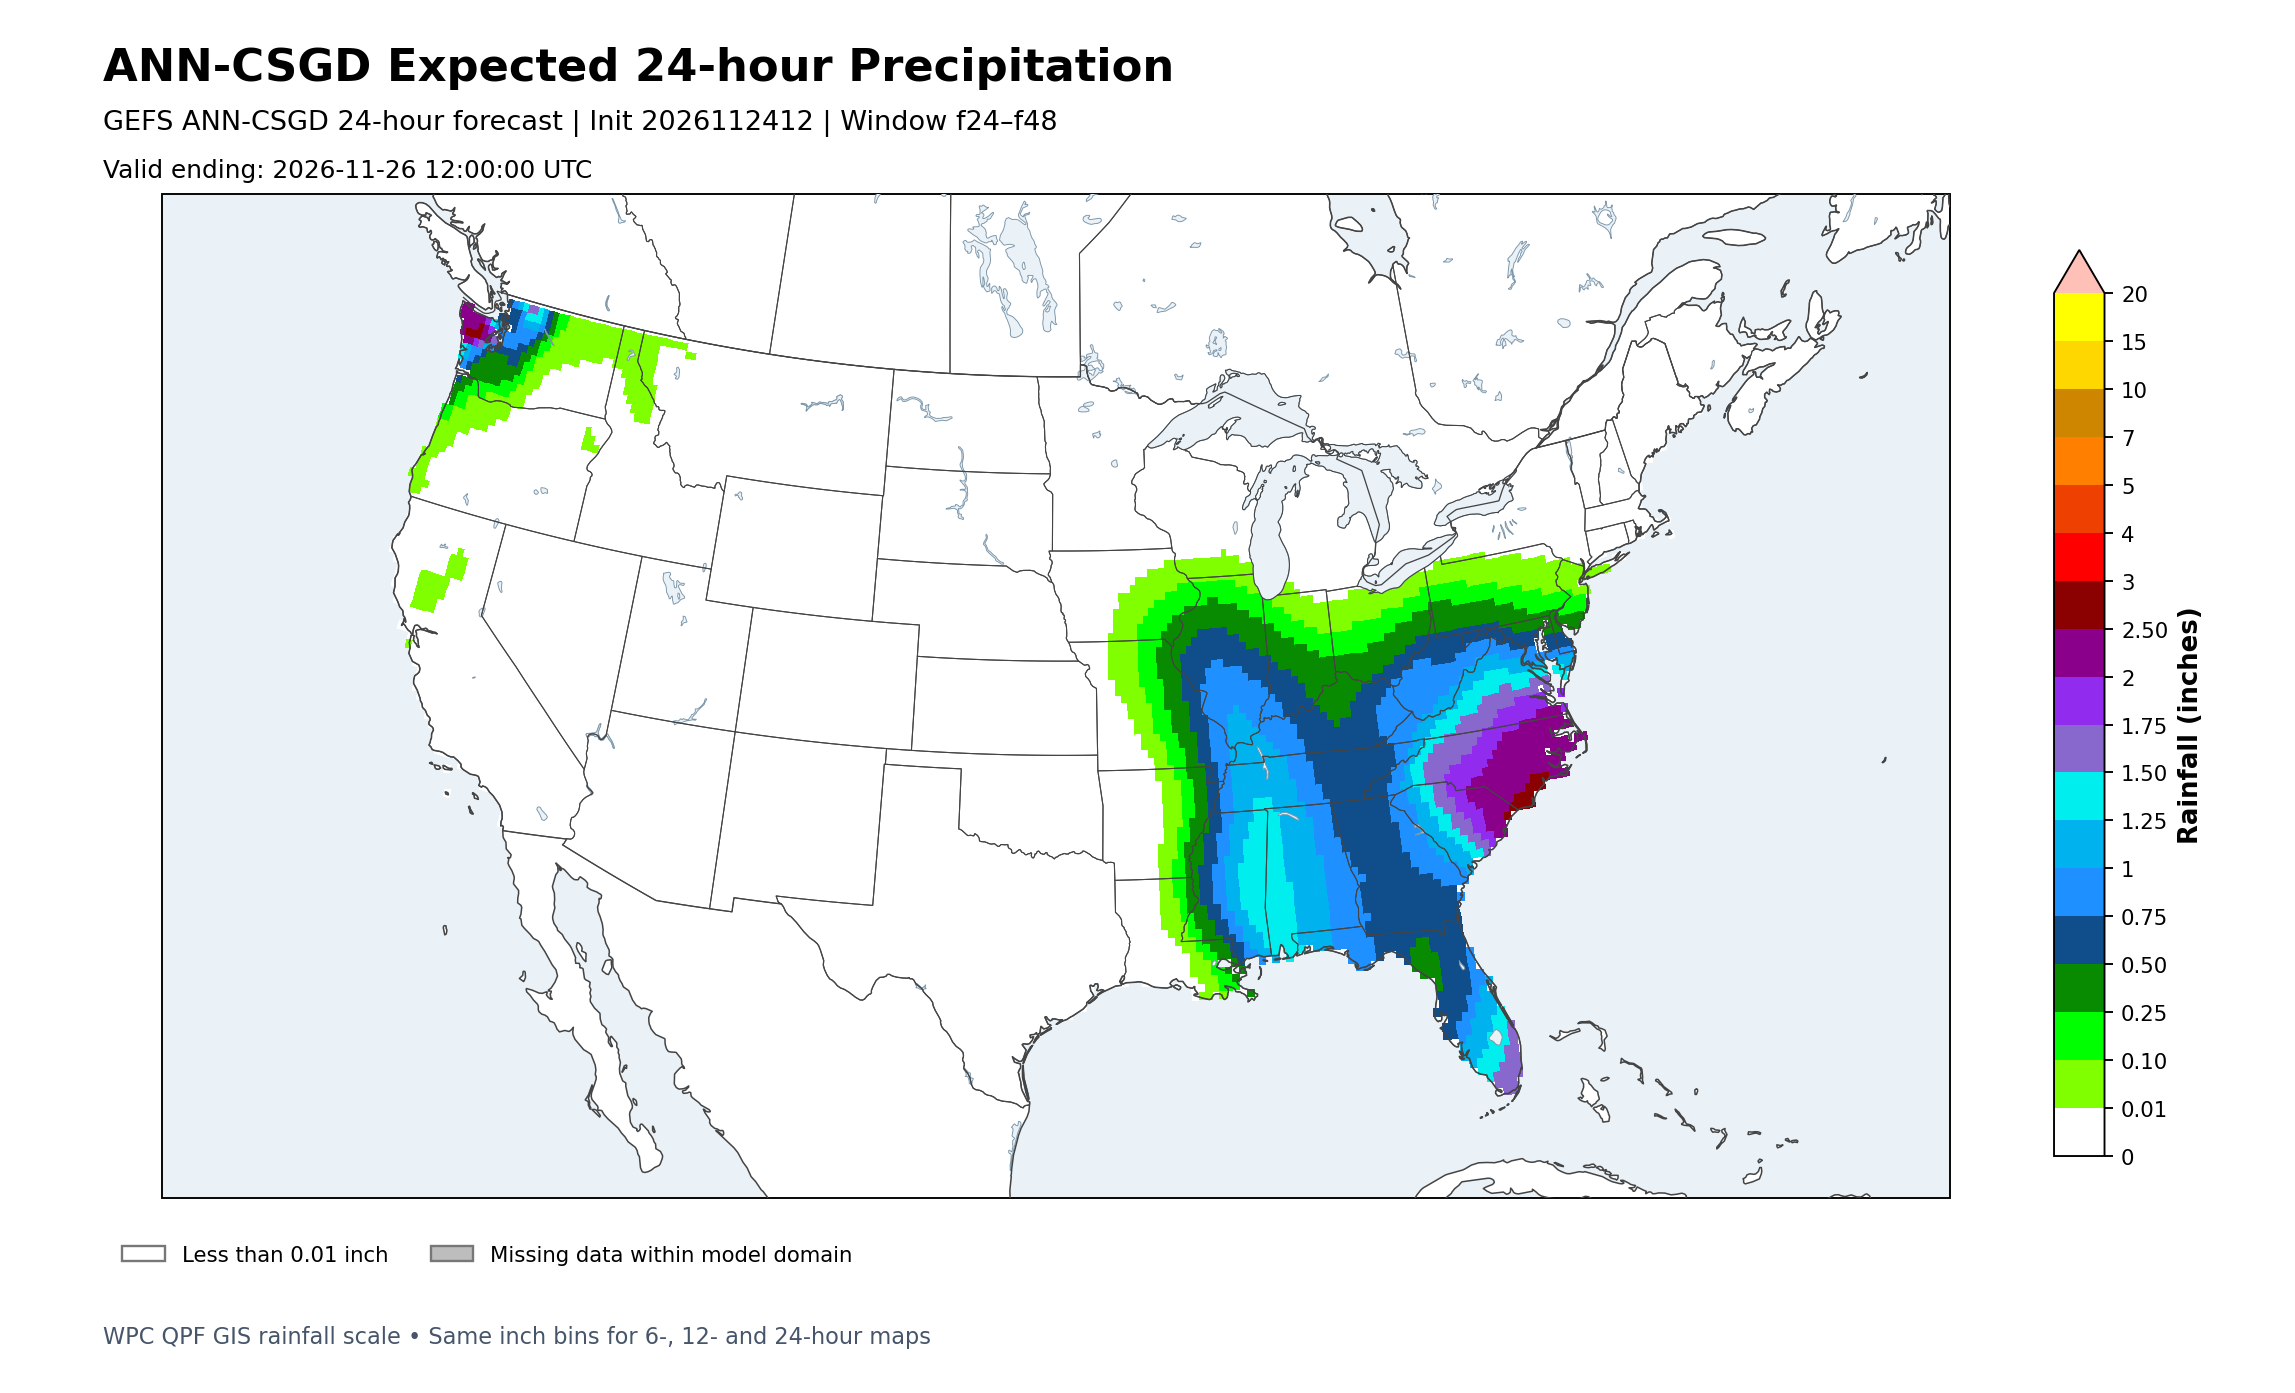 ANN-CSGD Expected 24-hour Precipitation
GEFS ANN-CSGD 24-hour forecast | Init 2026112412 | Window f24–f48
Valid ending: 2026-11-26 12:00:00 UTC
20
15
10
7
5
4
3
2.50
2
1.75
1.50
1.25
1
0.75
0.50
0.25
0.10
0.01
0
Rainfall (inches)
Less than 0.01 inch
Missing data within model domain
WPC QPF GIS rainfall scale • Same inch bins for 6-, 12- and 24-hour maps